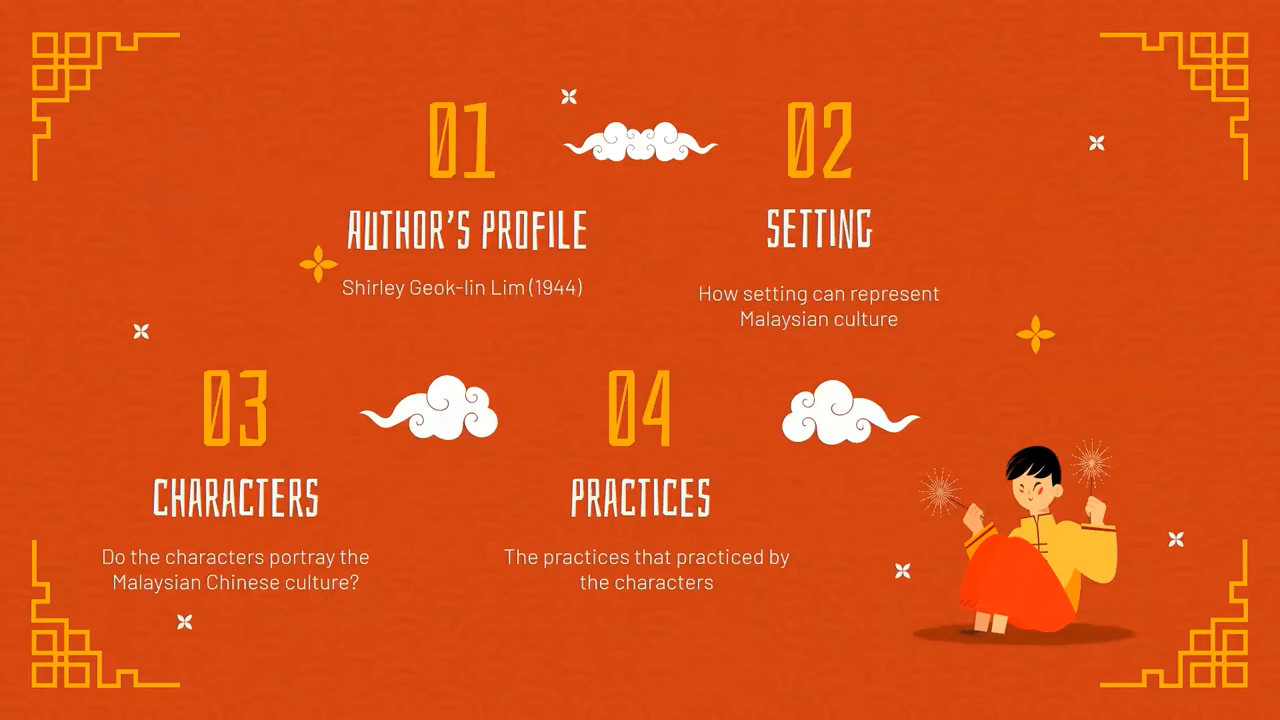 01
AUTHOR'S PROFILE
Shirley Geok-lin Lim (1944)
02
SETTING
How setting can represent
Malaysian culture
03
CHARACTERS
Do the characters portray the
Malaysian Chinese culture?
04
PRACTICES
The practices that practiced by
the characters